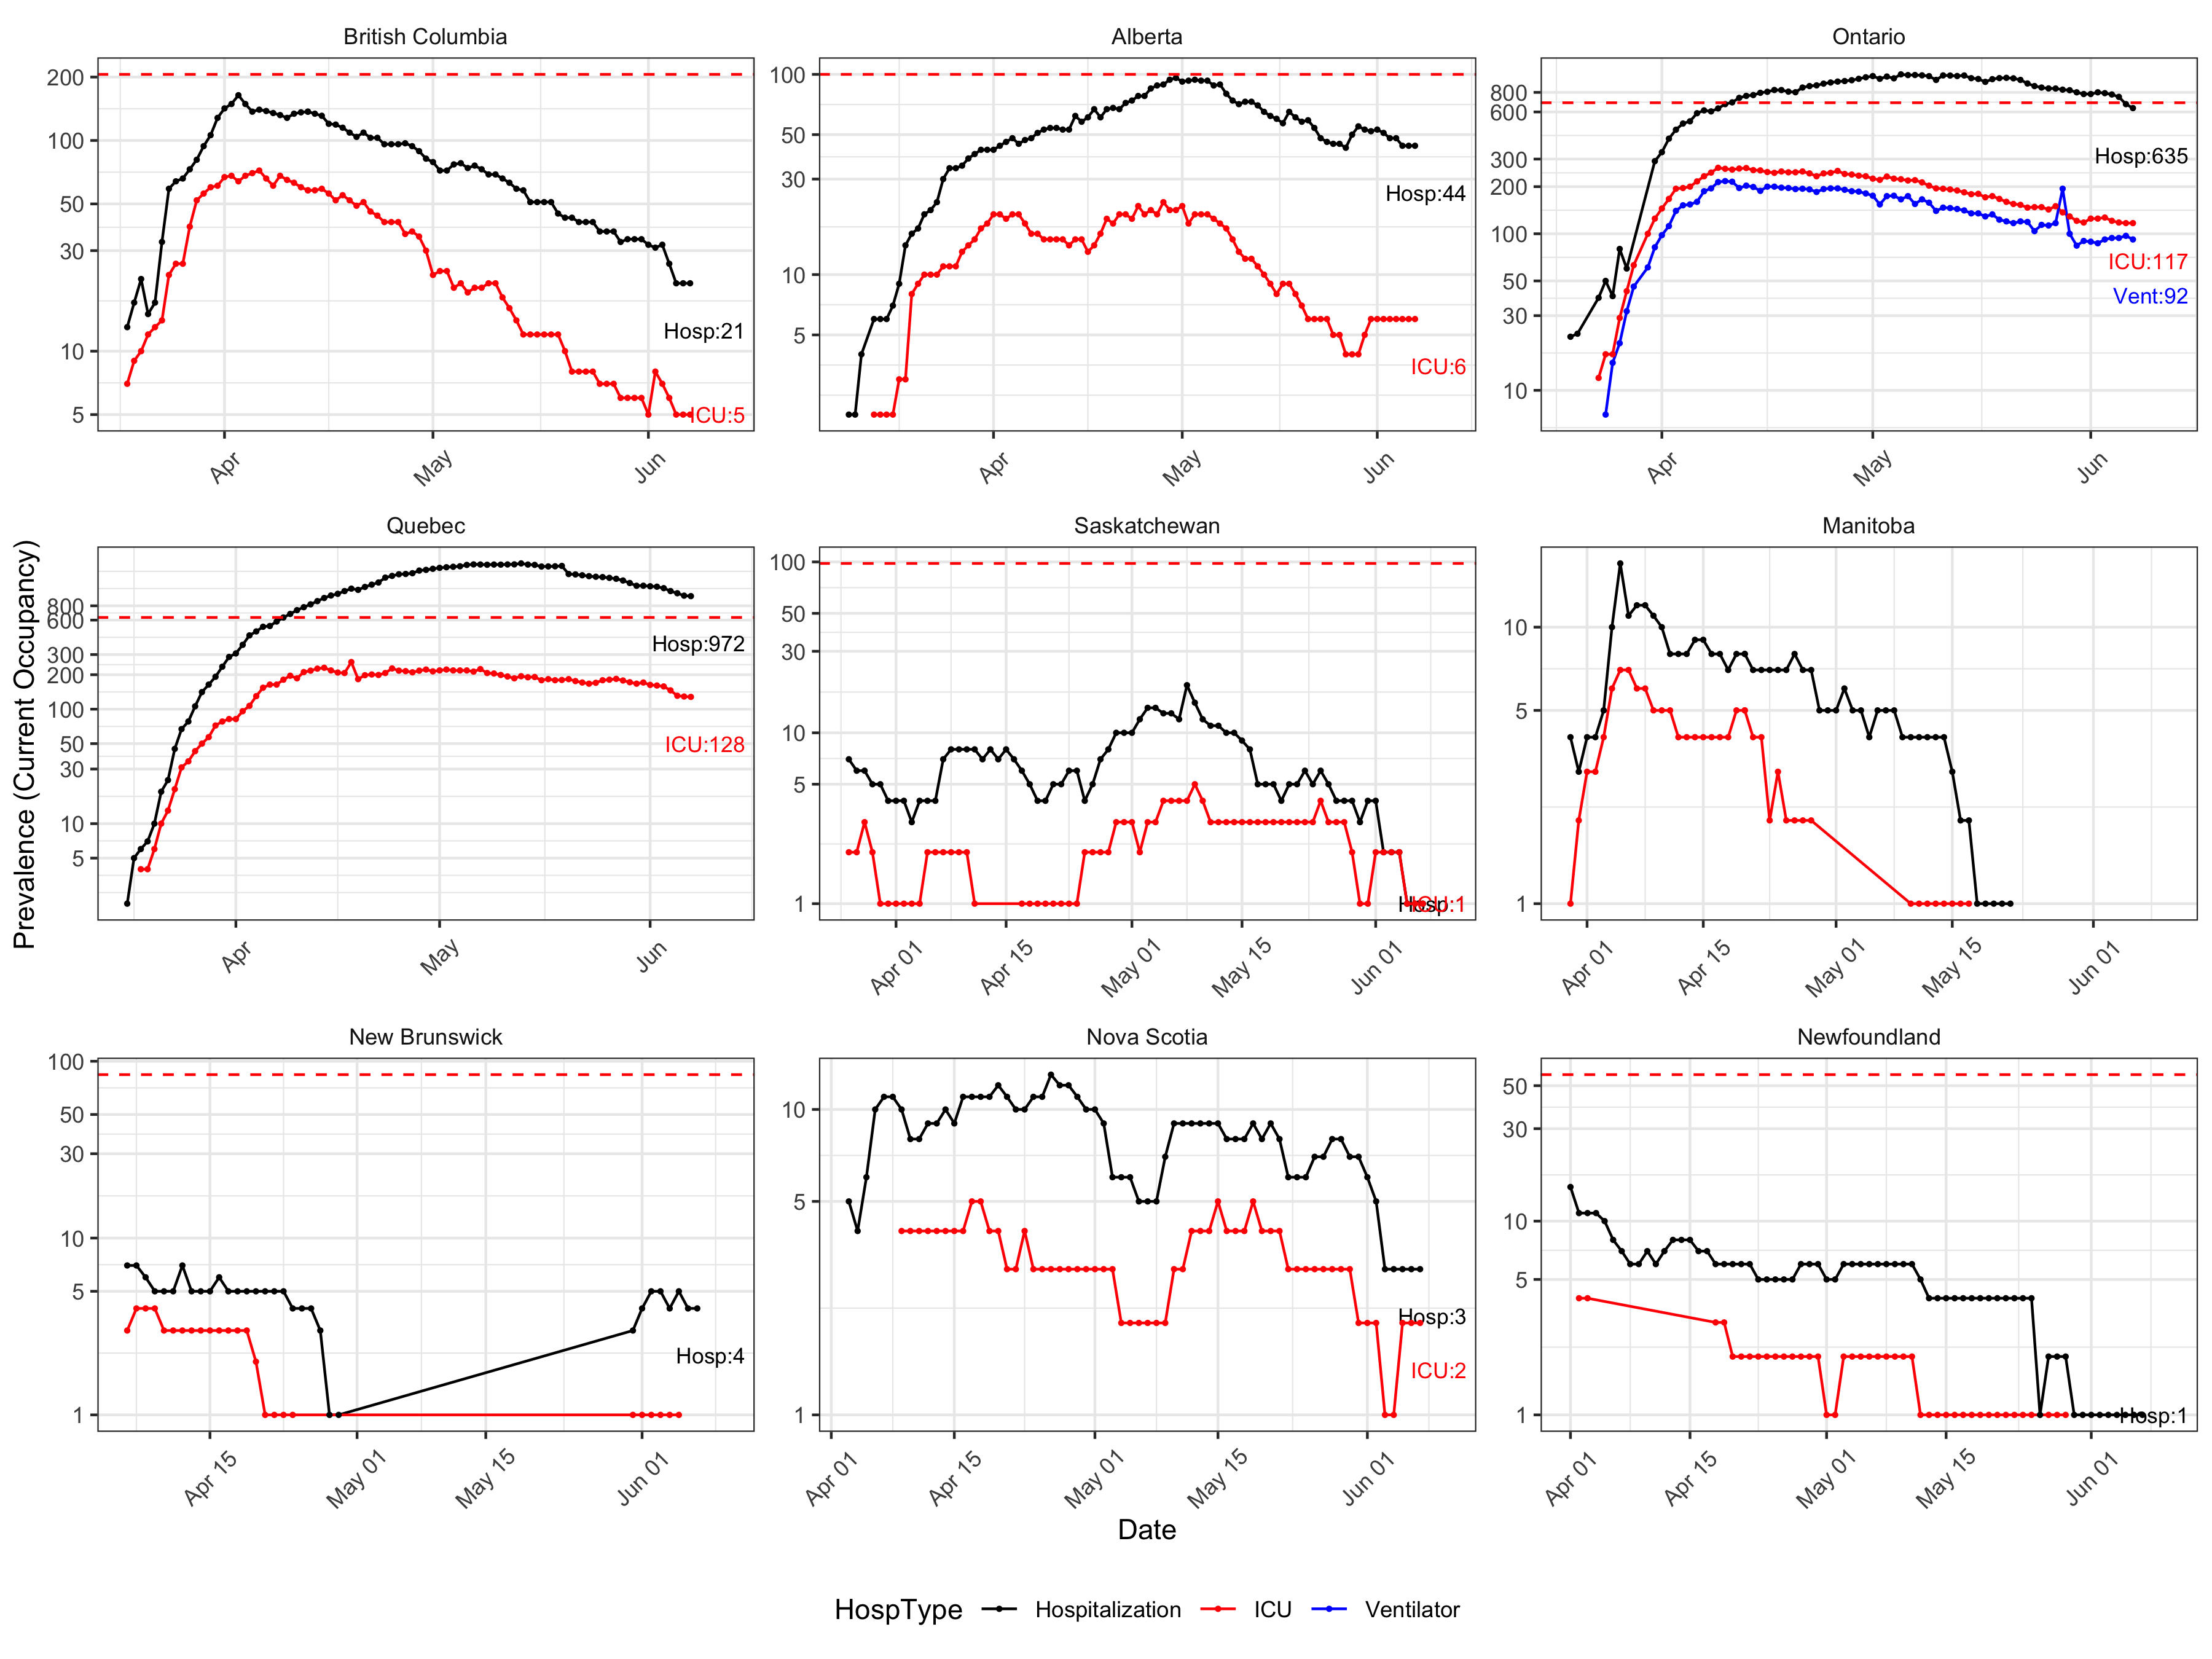 British Columbia
Alberta
Ontario
200
100
50
30
10
5
Hosp:21
ICU:5
Apr
May
Jun
100
50
30
10
5
Hosp:44
ICU:6
Apr
May
Jun
800
600
300
200
100
50
30
10
Hosp:635
ICU:117
Vent:92
Apr
May
Jun
Prevalence (Current Occupancy)
Quebec
Saskatchewan
Manitoba
800
600
300
200
100
50
30
10
5
Hosp:972
ICU:128
Apr
May
Jun
100
50
30
10
5
1
Hosp:
ICU:1
Apr 01
Apr 15
May 01
May 15
Jun 01
10
5
1
Apr 01
Apr 15
May 01
May 15
Jun 01
New Brunswick
Nova Scotia
Newfoundland
100
50
30
10
5
1
Hosp:4
Apr 15
May 01
May 15
Jun 01
10
5
1
Hosp:3
ICU:2
Apr 01
Apr 15
May 01
May 15
Jun 01
50
30
10
5
1
Hosp:1
Apr 01
Apr 15
May 01
May 15
Jun 01
Date
HospType Hospitalization ICU Ventilator